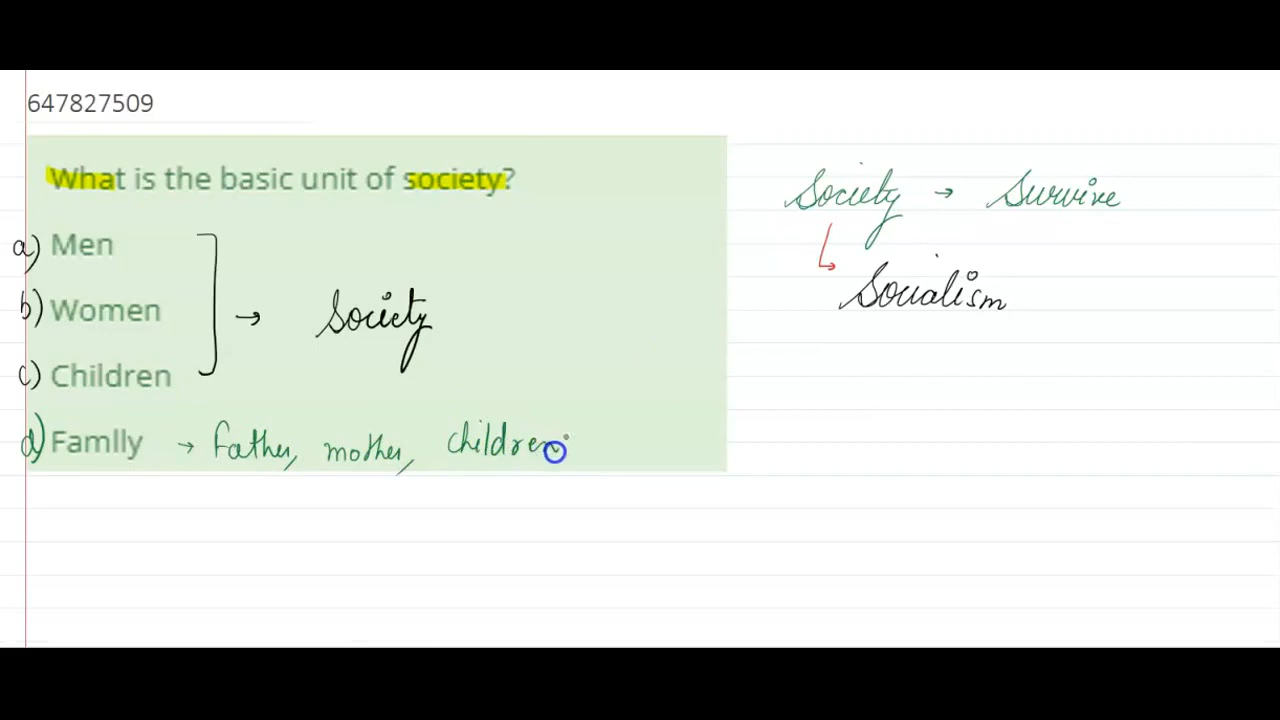 647827509
What is the basic unit of society?
Society → Survive
a) Men
Socialism
b) Women
→ Society
c) Children
d) Famlly → Father, mother, children